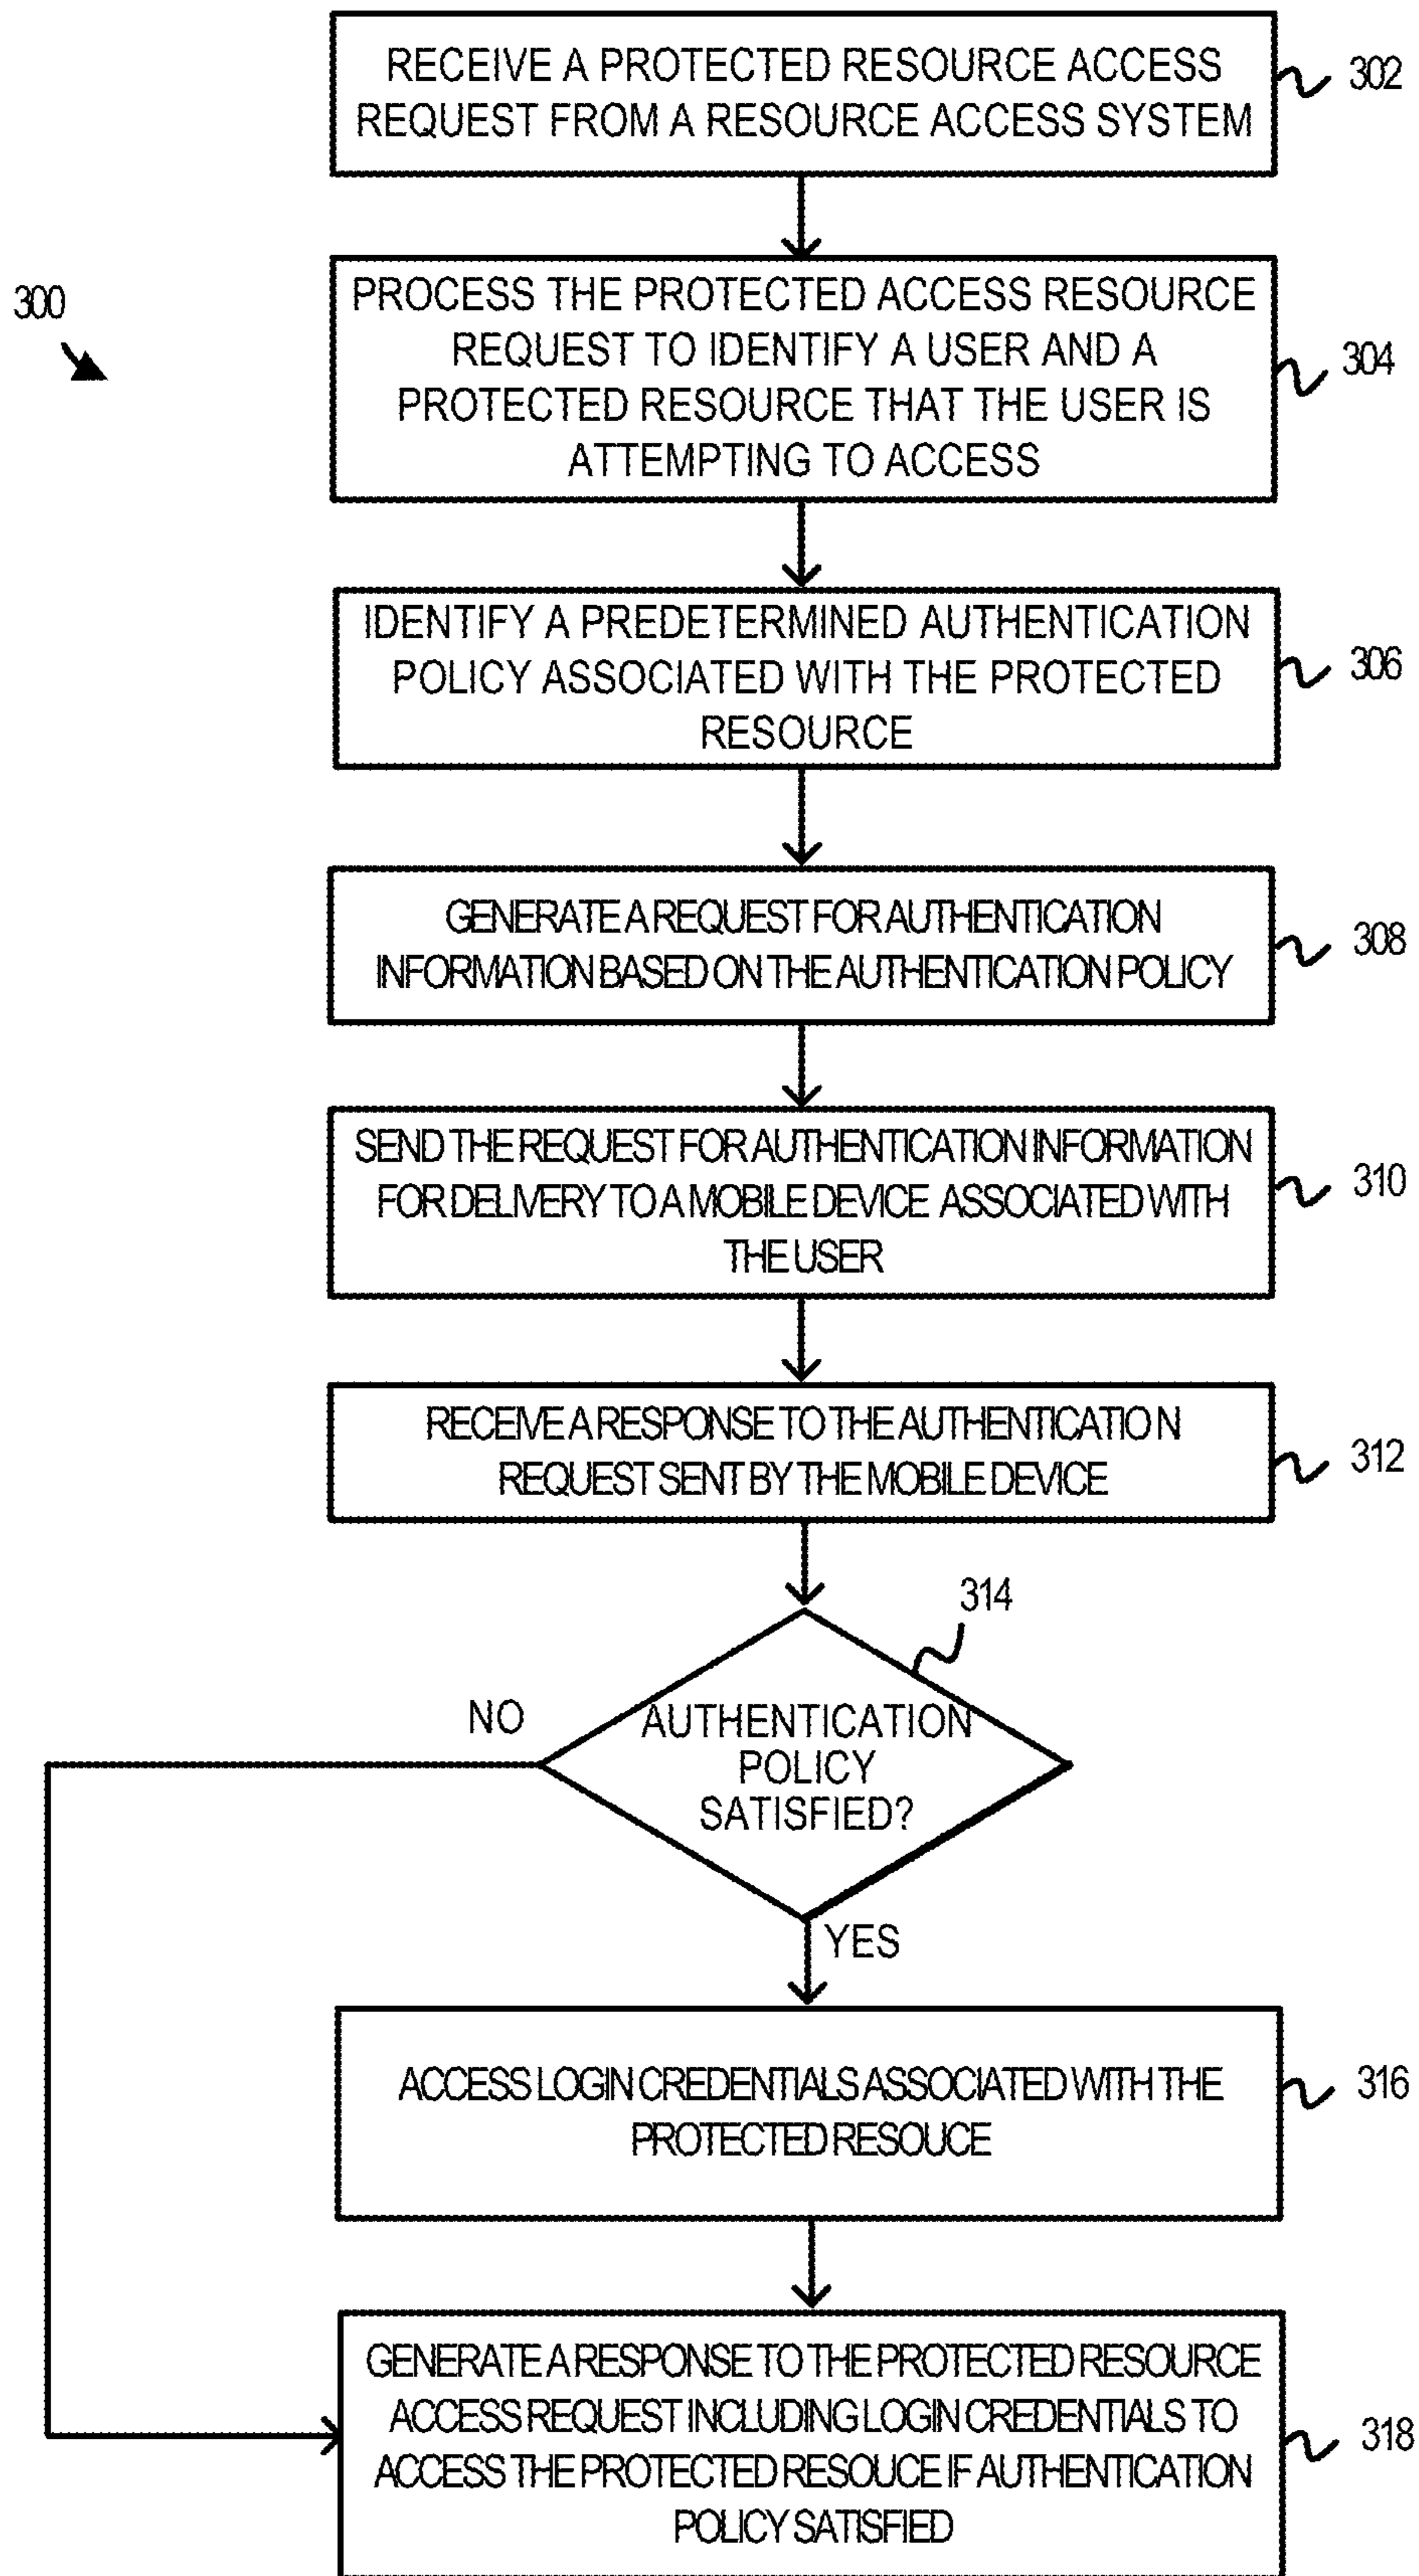 RECEIVE A PROTECTED RESOURCE ACCESS
REQUEST FROM A RESOURCE ACCESS SYSTEM
302
300
PROCESS THE PROTECTED ACCESS RESOURCE
REQUEST TO IDENTIFY A USER AND A
PROTECTED RESOURCE THAT THE USER IS
ATTEMPTING TO ACCESS
304
IDENTIFY A PREDETERMINED AUTHENTICATION
POLICY ASSOCIATED WITH THE PROTECTED
RESOURCE
306
GENERATE A REQUEST FOR AUTHENTICATION
INFORMATION BASED ON THE AUTHENTICATION POLICY
308
SEND THE REQUEST FOR AUTHENTICATION INFORMATION
FOR DELIVERY TO A MOBILE DEVICE ASSOCIATED WITH
THE USER
310
RECEIVE A RESPONSE TO THE AUTHENTICATION
REQUEST SENT BY THE MOBILE DEVICE
312
314
NO
AUTHENTICATION
POLICY
SATISFIED?
YES
ACCESS LOGIN CREDENTIALS ASSOCIATED WITH THE
PROTECTED RESOUCE
316
GENERATE A RESPONSE TO THE PROTECTED RESOURCE
ACCESS REQUEST INCLUDING LOGIN CREDENTIALS TO
ACCESS THE PROTECTED RESOUCE IF AUTHENTICATION
POLICY SATISFIED
318